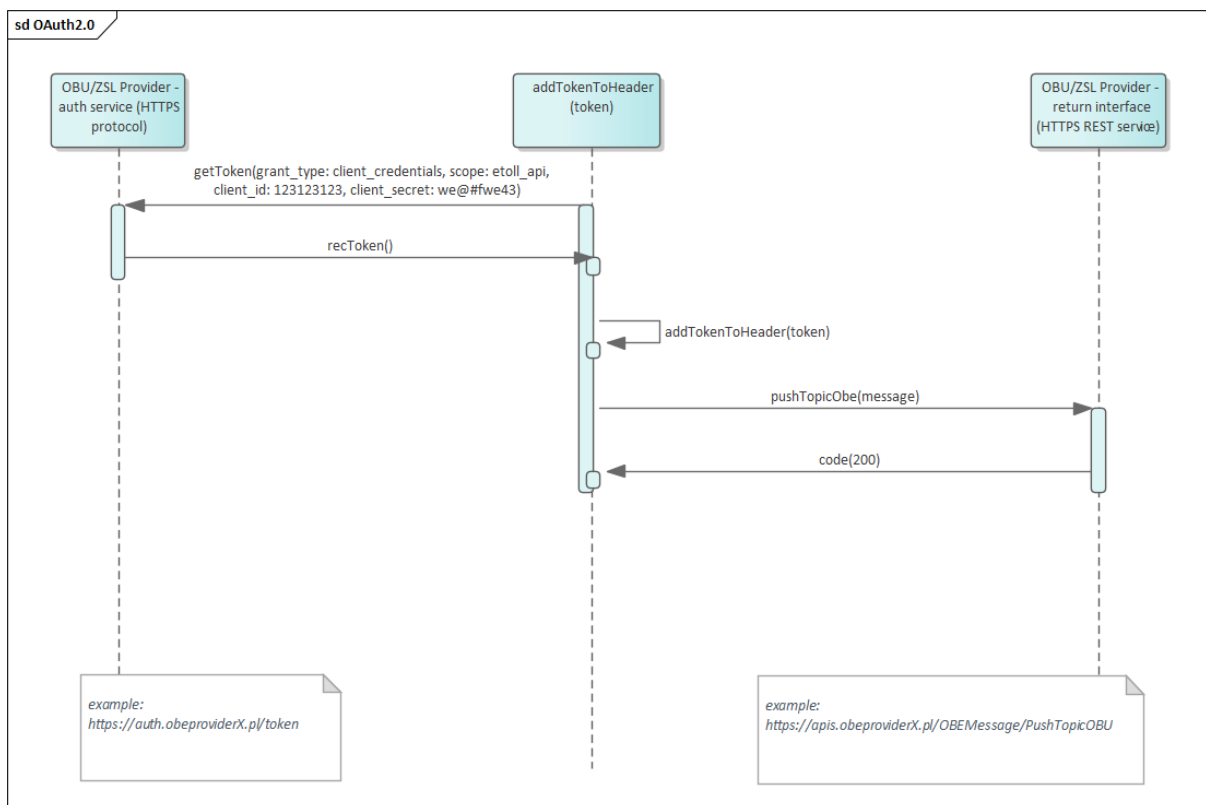 sd OAuth2.0
OBU/ZSL Provider -
auth service (HTTPS
protocol)
addTokenToHeader
(token)
OBU/ZSL Provider -
return interface
(HTTPS REST service)
getToken(grant_type: client_credentials, scope: etoll_api,
client_id: 123123123, client_secret: we@#fwe43)
recToken()
addTokenToHeader(token)
pushTopicObe(message)
code(200)
example:
https://auth.obeproviderX.pl/token
example:
https://apis.obeproviderX.pl/OBEMessage/PushTopicOBU